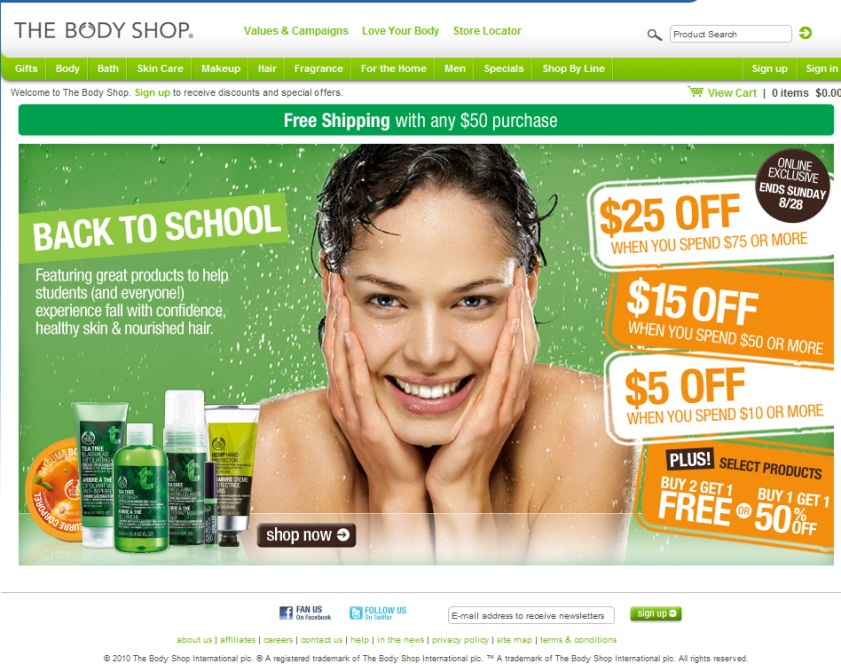 THE BODY SHOP®
Values & Campaigns Love Your Body Store Locator
Product Search
Gifts Body Bath Skin Care Makeup Hair Fragrance For the Home Men Specials Shop By Line Sign up Sign in
Welcome to The Body Shop. Sign up to receive discounts and special offers.
View Cart | 0 items $0.00
Free Shipping with any $50 purchase
BACK TO SCHOOL
Featuring great products to help
students (and everyone!)
experience fall with confidence,
healthy skin & nourished hair.
ONLINE
EXCLUSIVE
ENDS SUNDAY
8/28
$25 OFF
WHEN YOU SPEND $75 OR MORE
$15 OFF
WHEN YOU SPEND $50 OR MORE
$5 OFF
WHEN YOU SPEND $10 OR MORE
PLUS! SELECT PRODUCTS
BUY 2 GET 1
FREE
OR
BUY 1 GET 1
50% OFF
TEA TREE
TEA TREE
HEMP HAND
PROTECTOR
shop now
FAN US
On Facebook
FOLLOW US
On Twitter
E-mail address to receive newsletters
sign up
about us | affiliates | careers | contact us | help | in the news | privacy policy | site map | terms & conditions
© 2010 The Body Shop International plc. ® A registered trademark of The Body Shop International plc. ™ A trademark of The Body Shop International plc. All rights reserved.